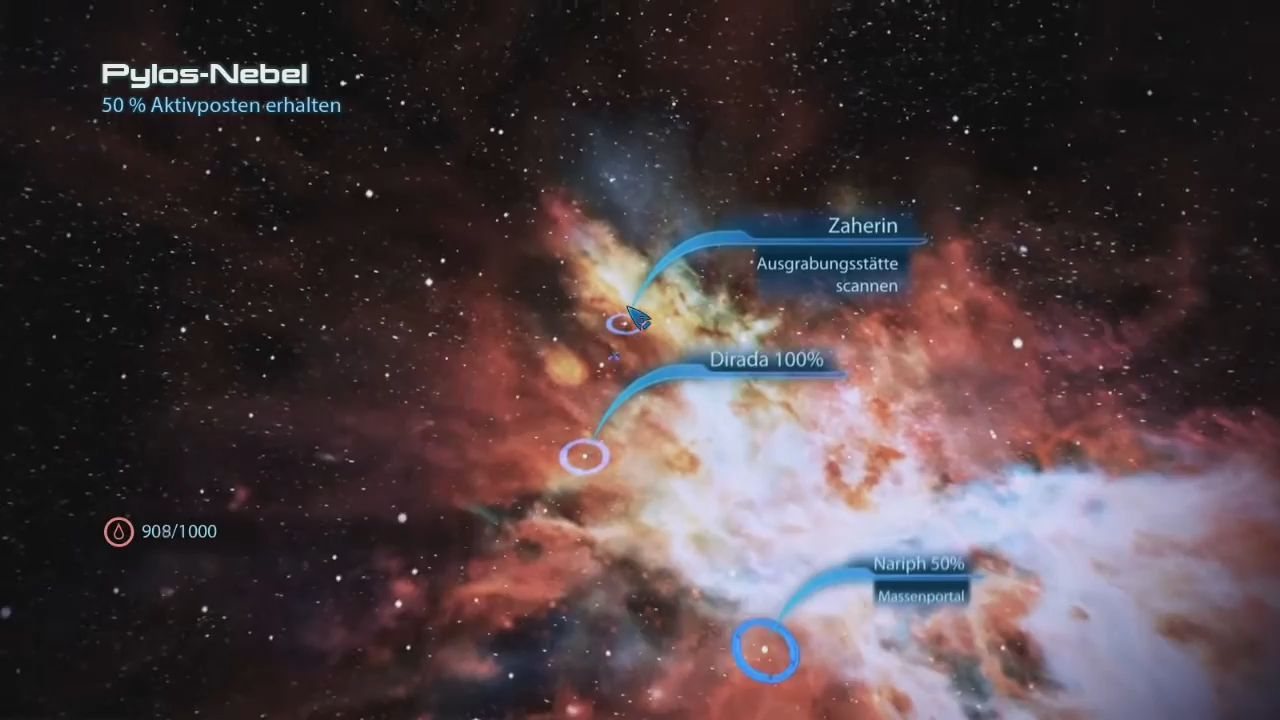 Pylos-Nebel
50 % Aktivposten erhalten
Zaherin
Ausgrabungsstätte
scannen
Dirada 100%
908/1000
Nariph 50%
Massenportal